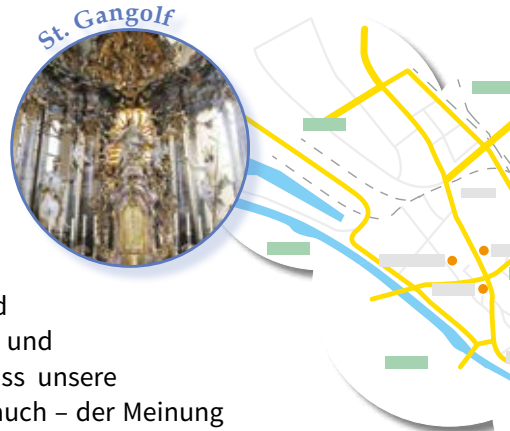 St. Gangolf
und
ss unsere
auch – der Meinung